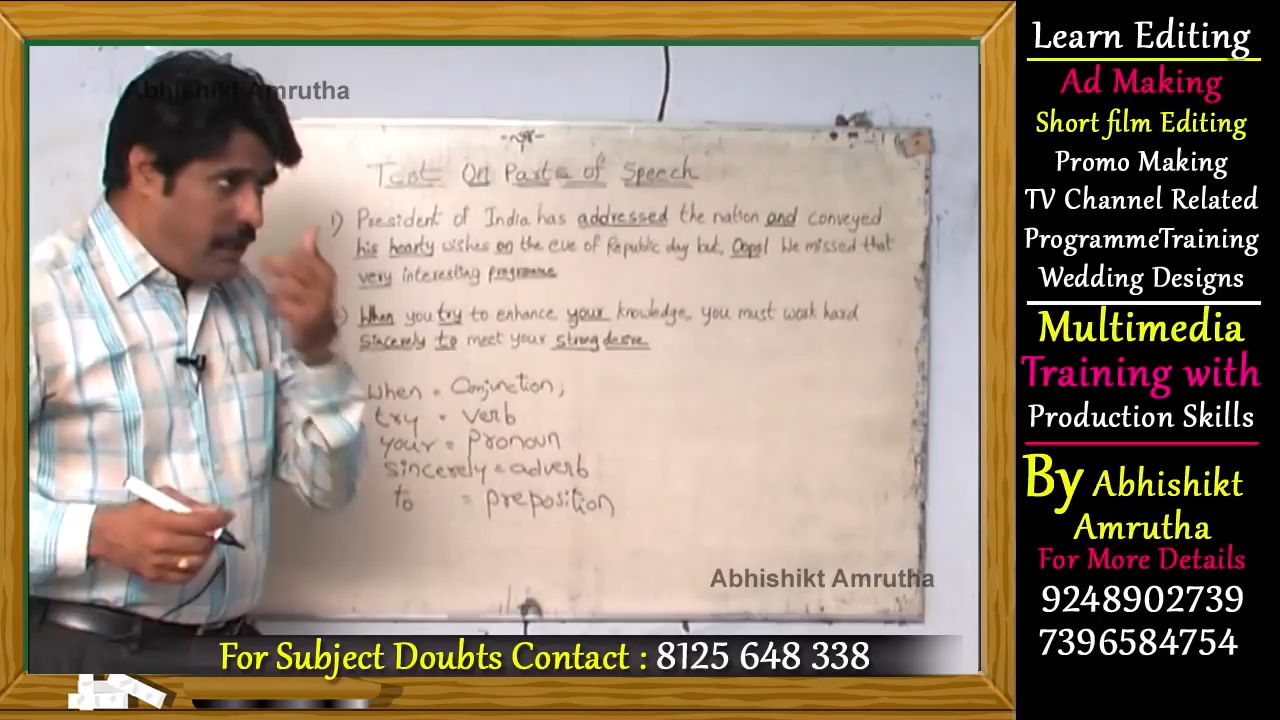 Abhishikt Amrutha
Test On Parts of Speech
1) President of India has addressed the nation and conveyed
his hearty wishes on the eve of Republic day but, Oops! We missed that
very interesting programme
) When you try to enhance your knowledge, you must work hard
sincerely to meet your strong desire
When = Conjunction,
try = verb
your = pronoun
sincerely = adverb
to = preposition
Abhishikt Amrutha
For Subject Doubts Contact : 8125 648 338
Learn Editing
Ad Making
Short film Editing
Promo Making
TV Channel Related
ProgrammeTraining
Wedding Designs
Multimedia
Training with
Production Skills
By Abhishikt
Amrutha
For More Details
9248902739
7396584754